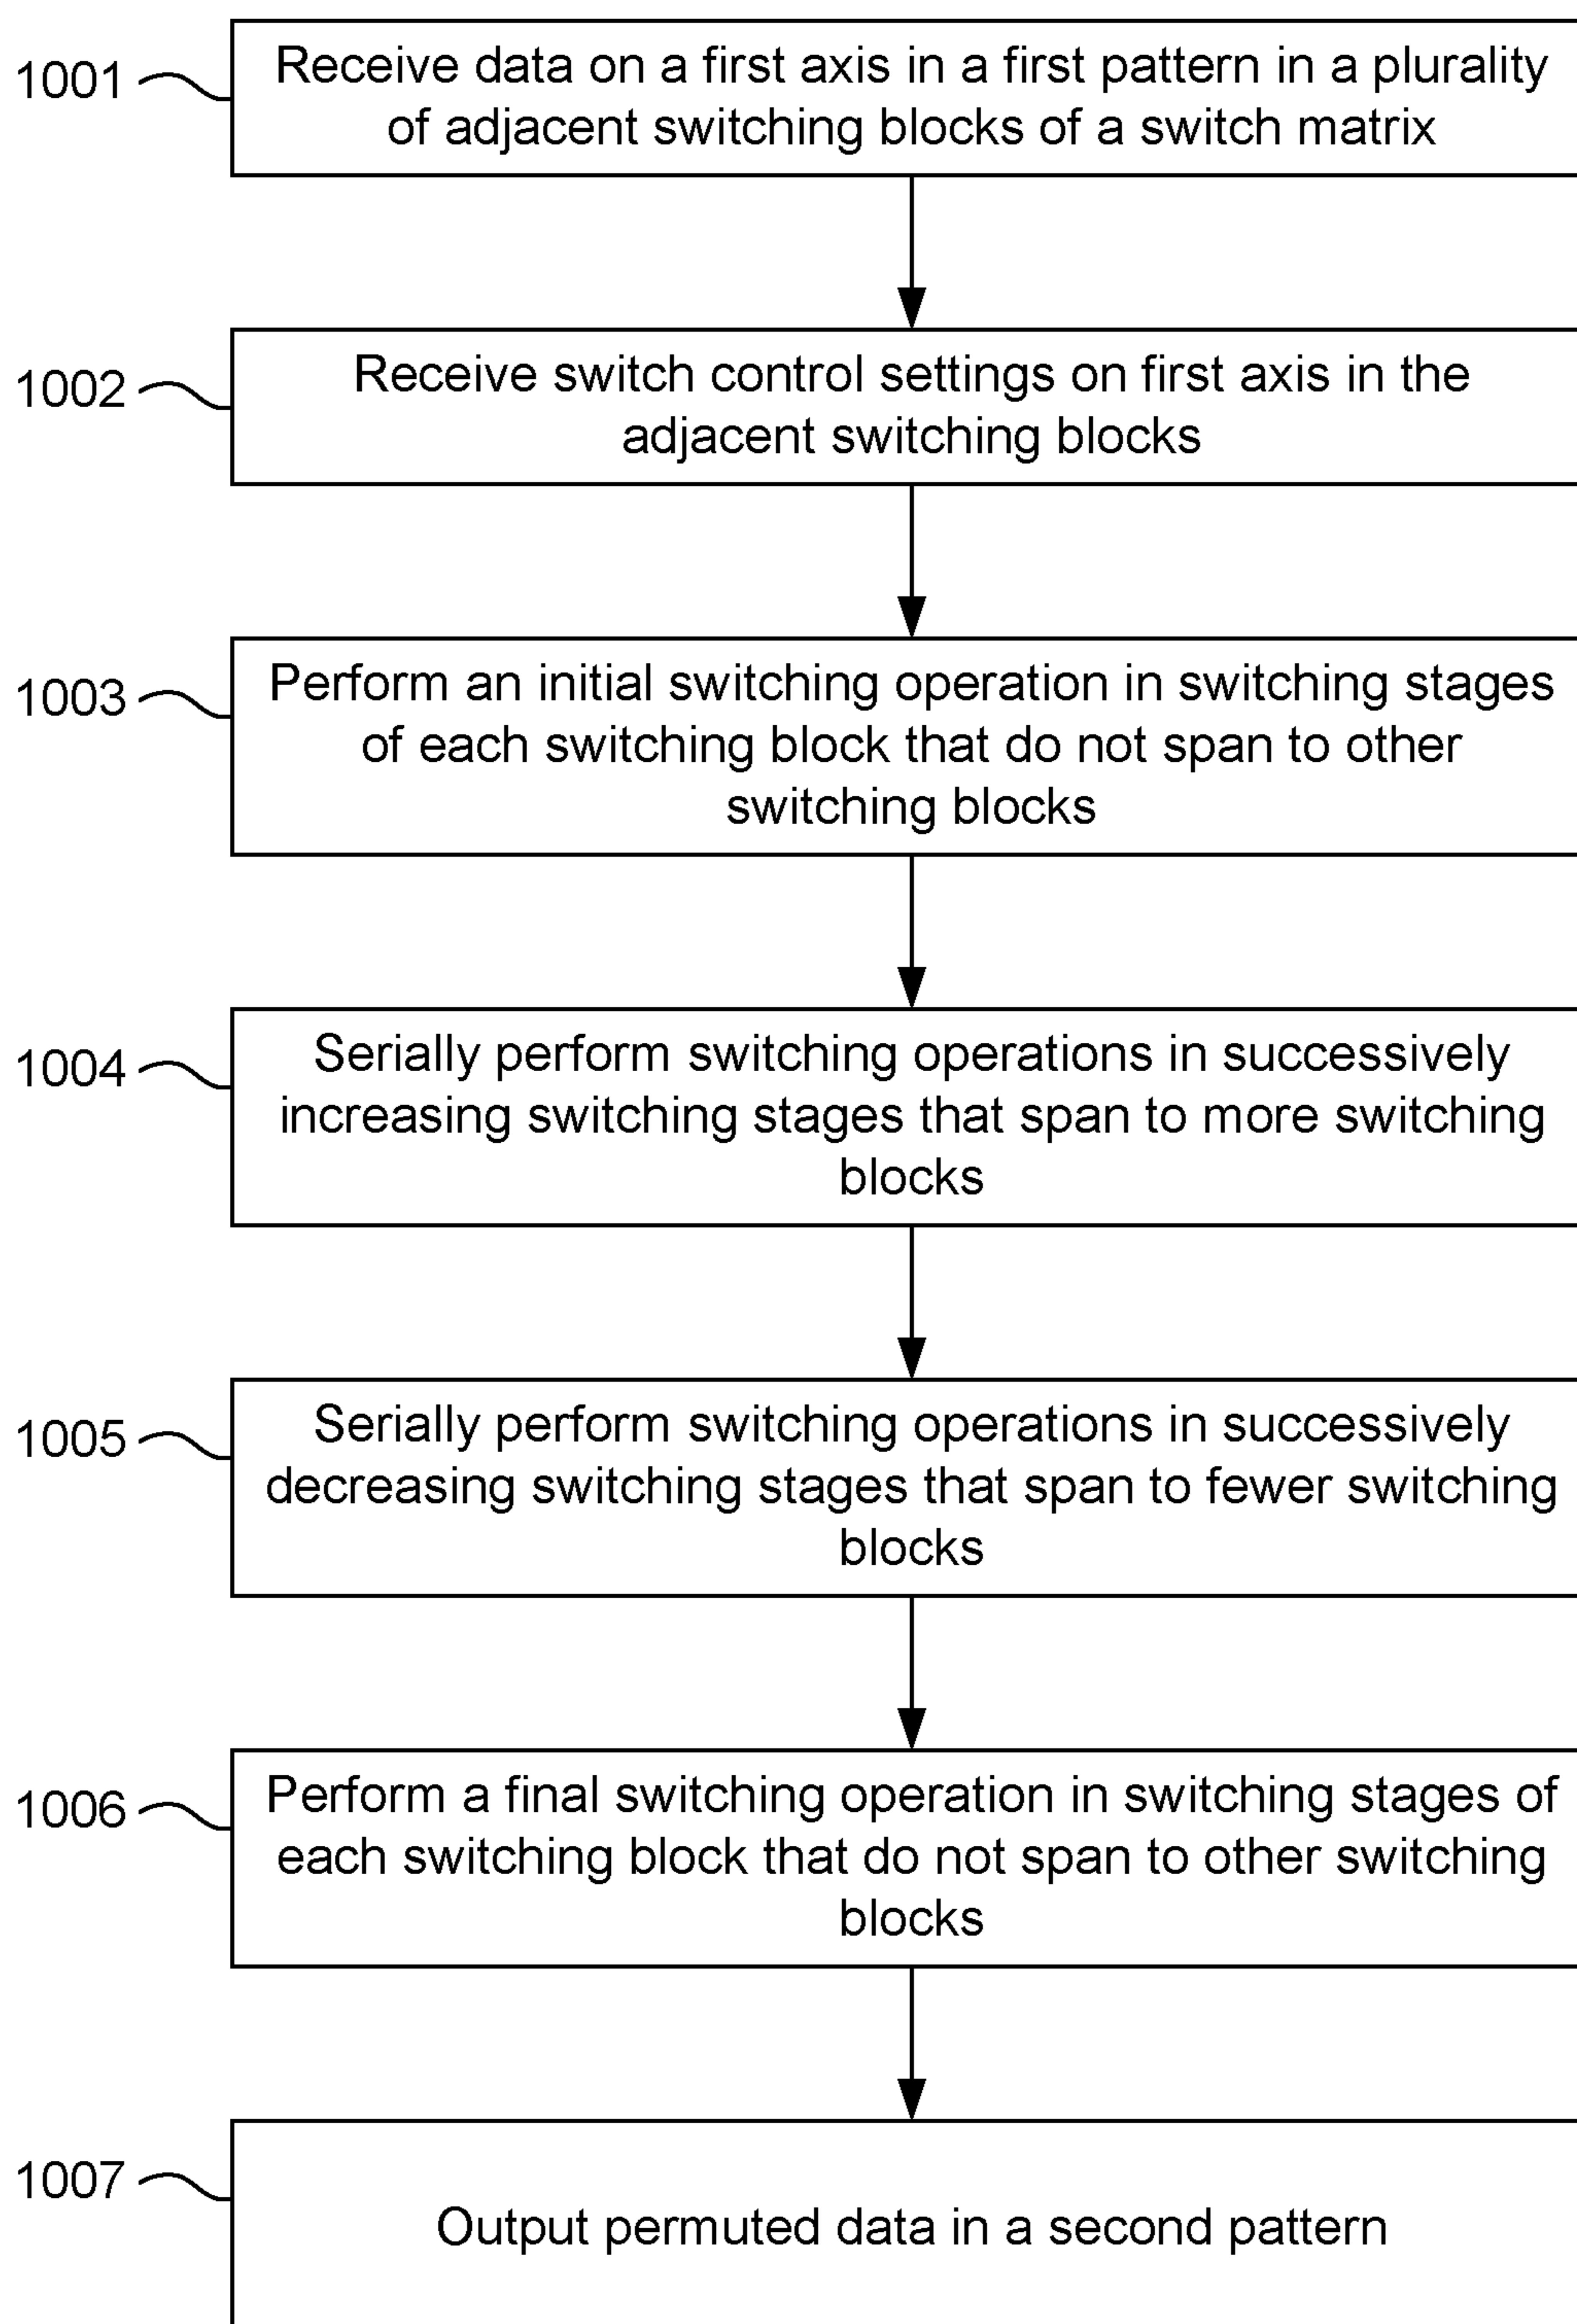 1001
Receive data on a first axis in a first pattern in a plurality
of adjacent switching blocks of a switch matrix
1002
Receive switch control settings on first axis in the
adjacent switching blocks
1003
Perform an initial switching operation in switching stages
of each switching block that do not span to other
switching blocks
1004
Serially perform switching operations in successively
increasing switching stages that span to more switching
blocks
1005
Serially perform switching operations in successively
decreasing switching stages that span to fewer switching
blocks
1006
Perform a final switching operation in switching stages of
each switching block that do not span to other switching
blocks
1007
Output permuted data in a second pattern